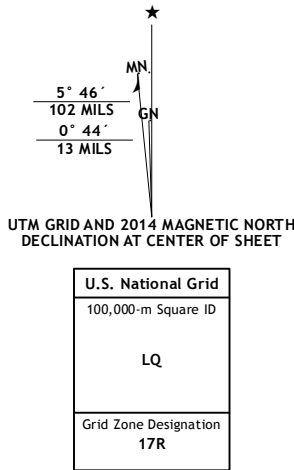 MN.
5° 46´
102 MILS
GN
0° 44´
13 MILS
UTM GRID AND 2014 MAGNETIC NORTH
DECLINATION AT CENTER OF SHEET
U.S. National Grid
100,000-m Square ID
LQ
Grid Zone Designation
17R